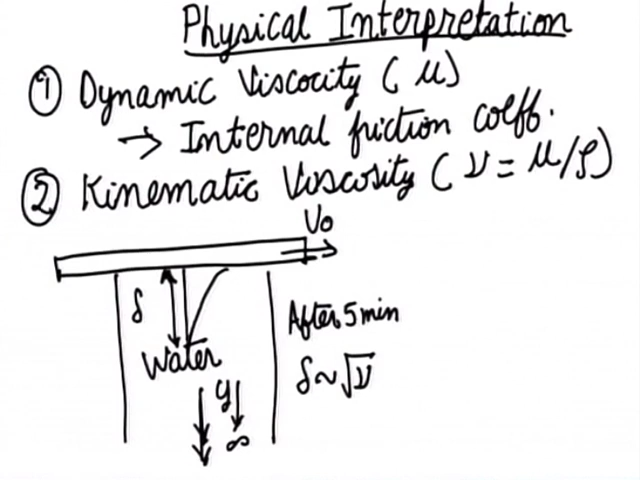 Physical Interpretation
① Dynamic Viscocity ( μ )
→ Internal friction coeff.
② Kinematic Viscosity ( ν = μ/ρ )
V₀
δ
After 5 min
Water
δ ~ √ν
y
∞